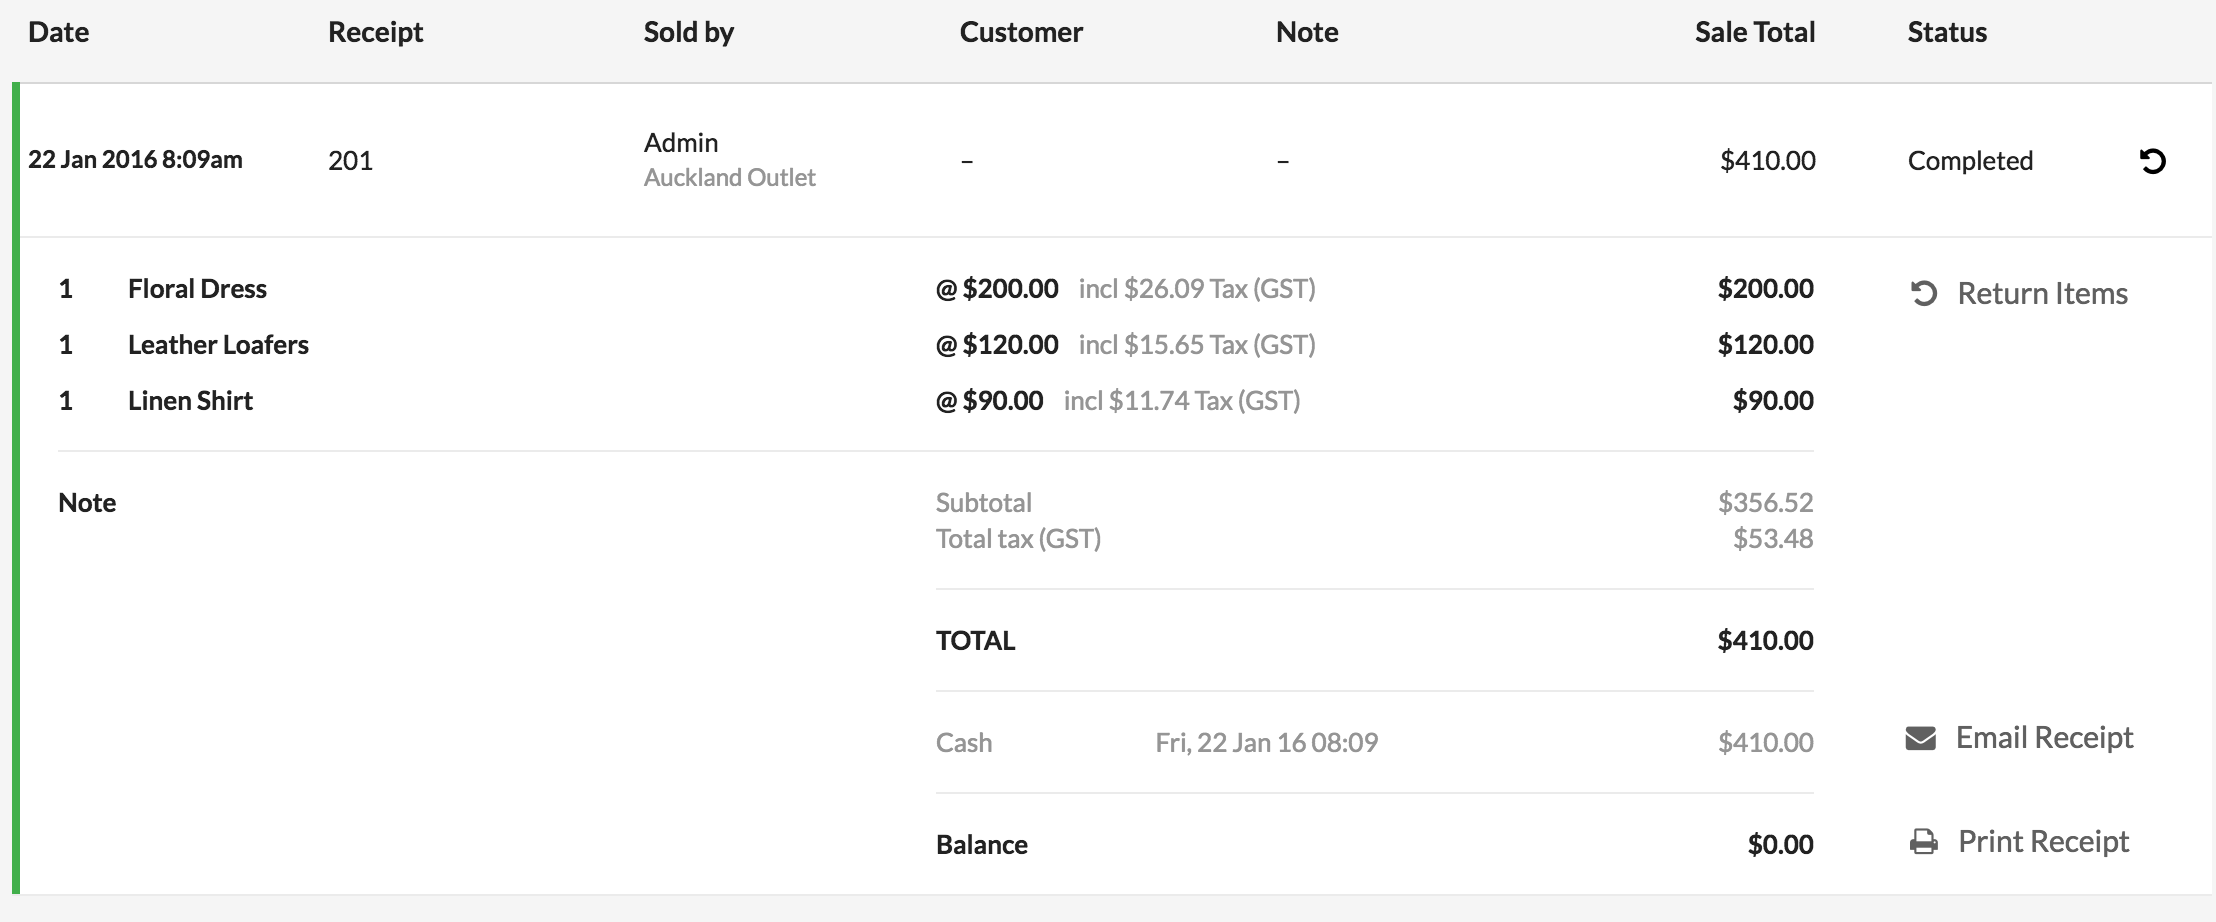 Date Receipt Sold by Customer Note Sale Total Status
22 Jan 2016 8:09am 201 Admin – – $410.00 Completed
Auckland Outlet
1 Floral Dress @ $200.00 incl $26.09 Tax (GST) $200.00 Return Items
1 Leather Loafers @ $120.00 incl $15.65 Tax (GST) $120.00
1 Linen Shirt @ $90.00 incl $11.74 Tax (GST) $90.00
Note Subtotal $356.52
Total tax (GST) $53.48
TOTAL $410.00
Cash Fri, 22 Jan 16 08:09 $410.00 Email Receipt
Balance $0.00 Print Receipt